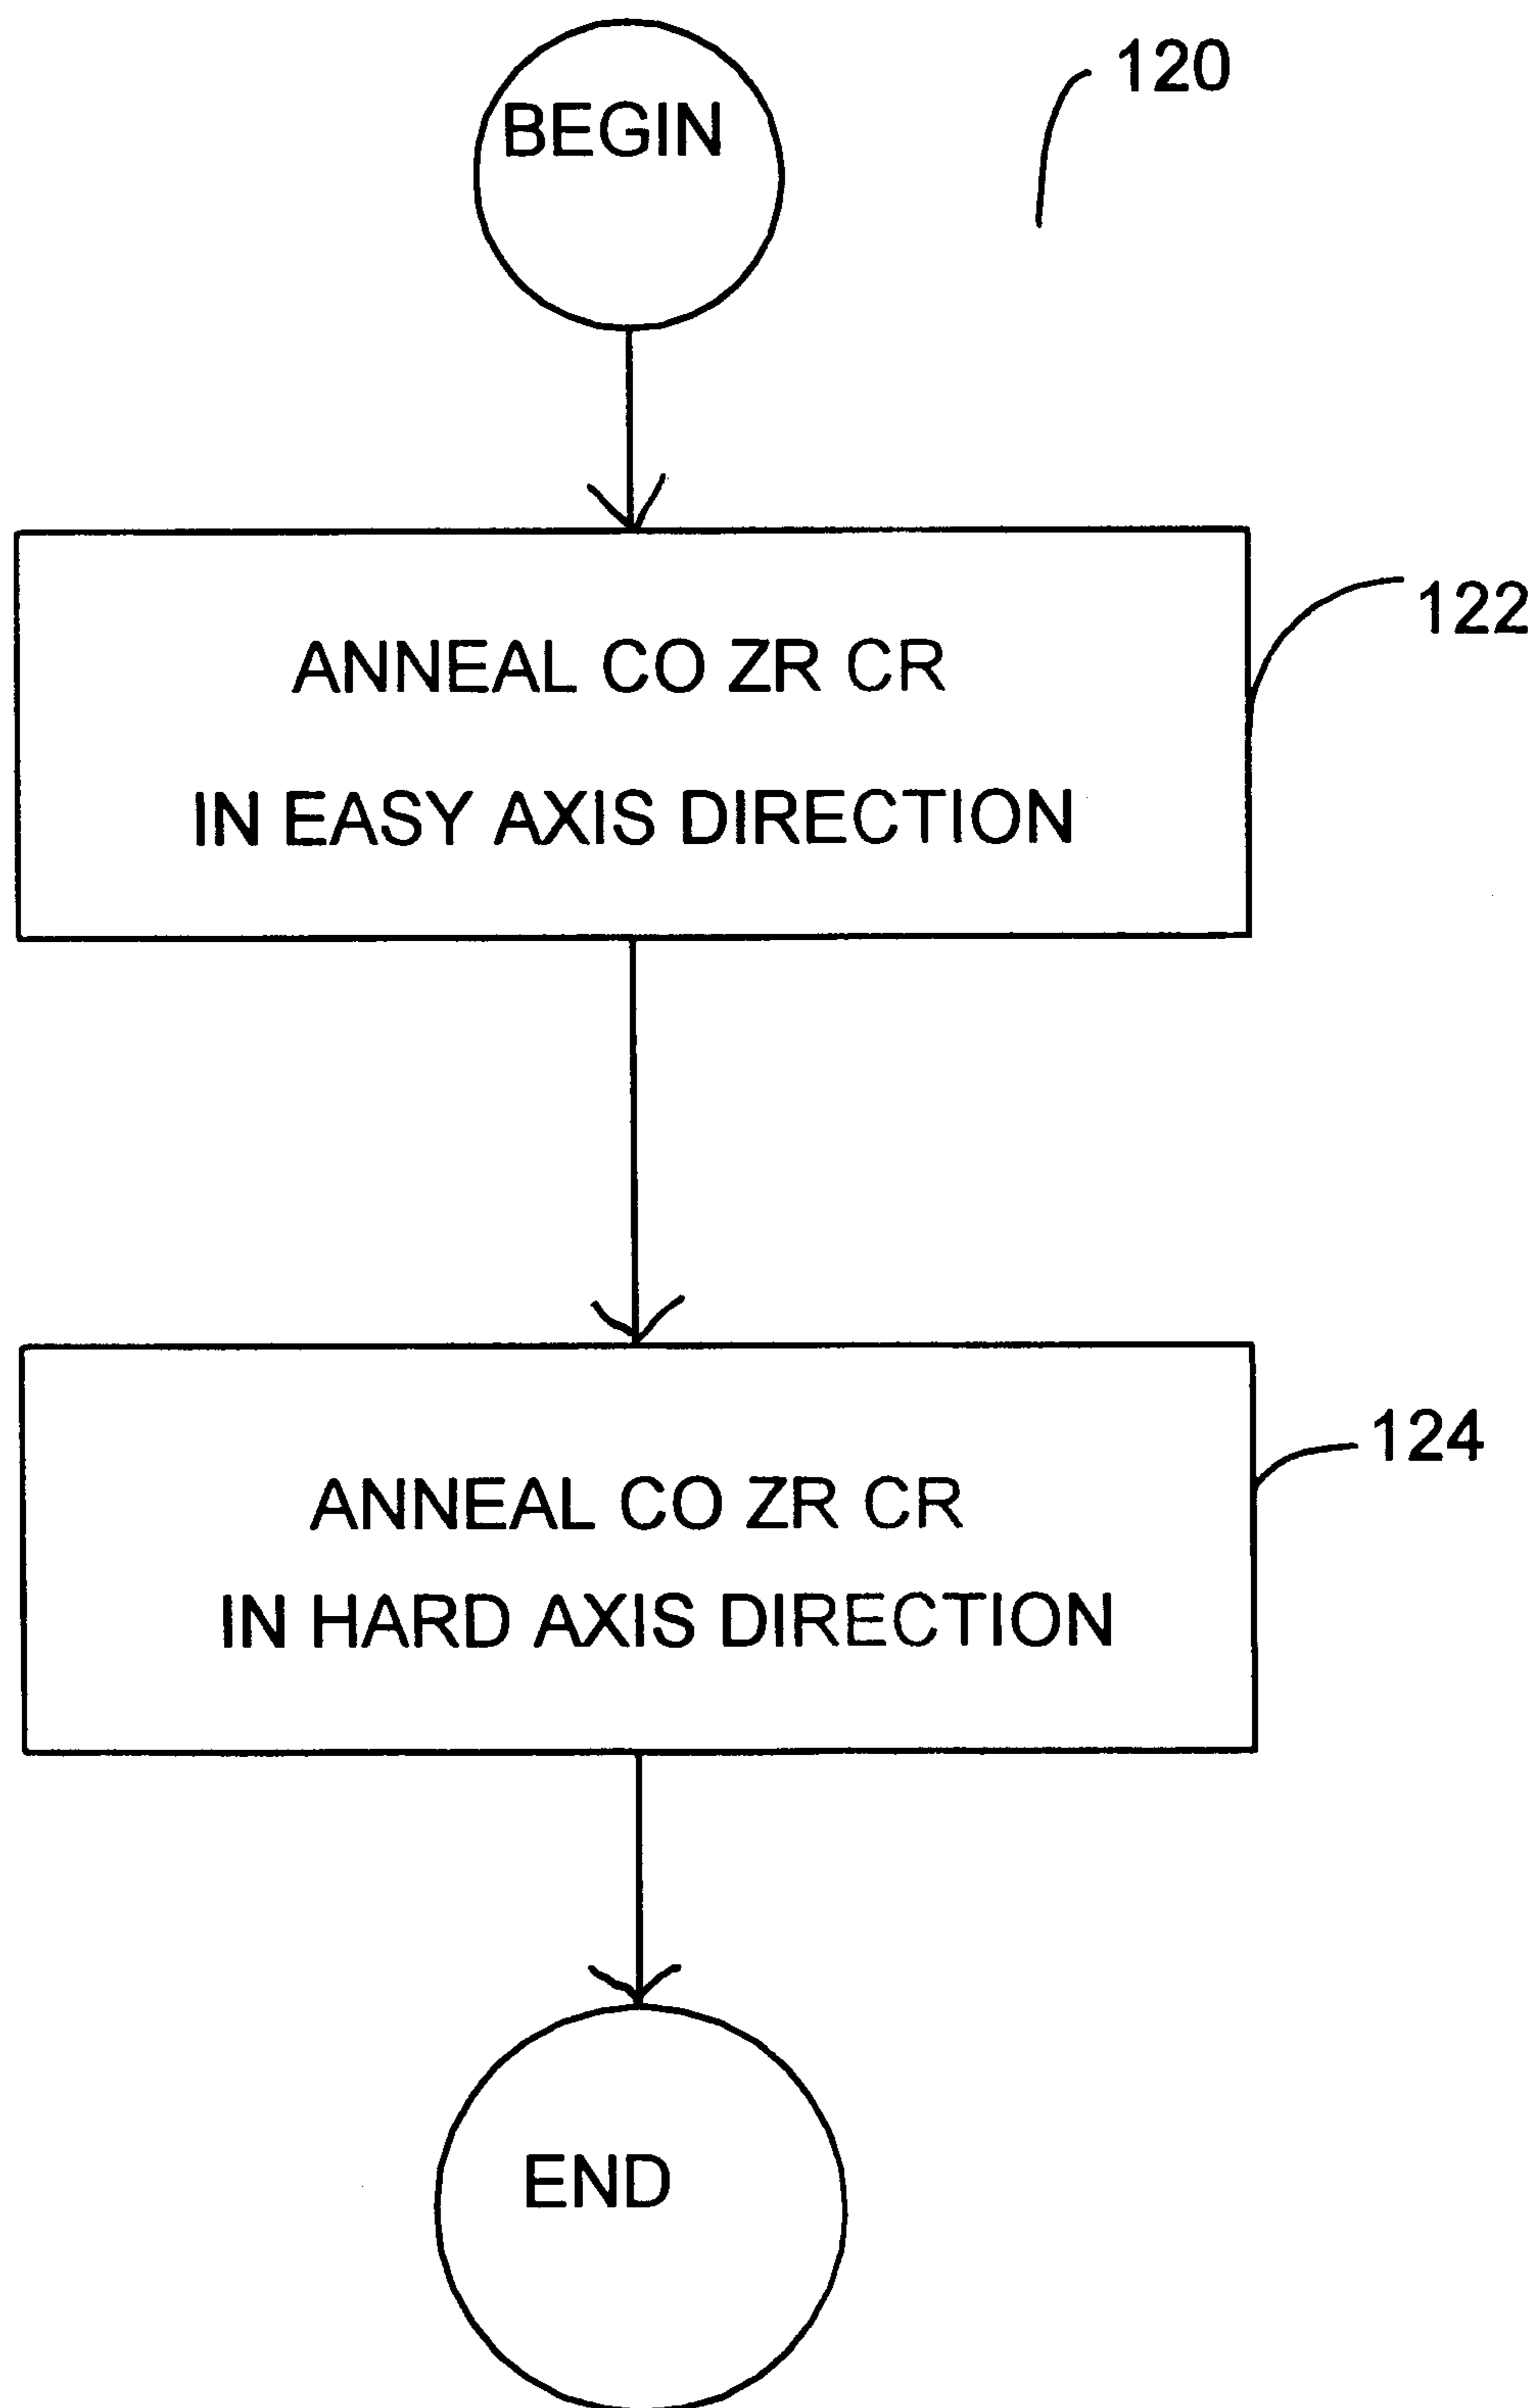 120
BEGIN
122
ANNEAL CO ZR CR
IN EASY AXIS DIRECTION
124
ANNEAL CO ZR CR
IN HARD AXIS DIRECTION
END